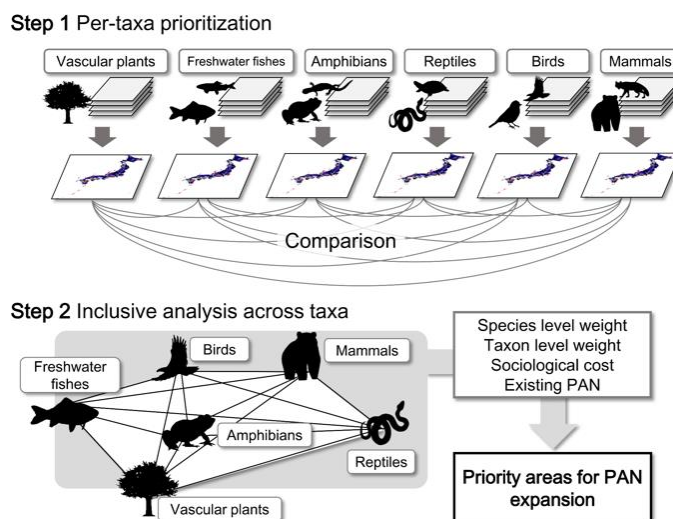 Step 1 Per-taxa prioritization
Vascular plants
Freshwater fishes
Amphibians
Reptiles
Birds
Mammals
Comparison
Step 2 Inclusive analysis across taxa
Birds
Mammals
Freshwater
fishes
Amphibians
Reptiles
Vascular plants
Species level weight
Taxon level weight
Sociological cost
Existing PAN
Priority areas for PAN
expansion